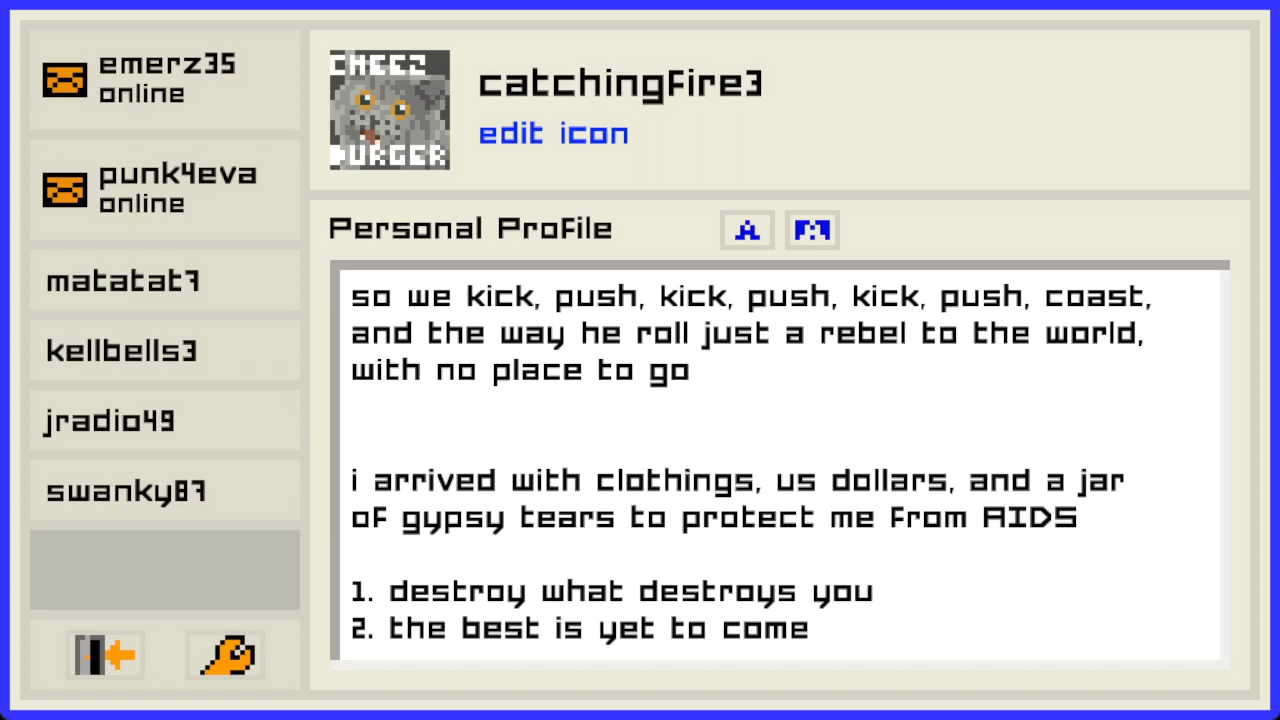 emerz35
online
punk4eva
online
matatat7
kellbells3
jradio49
swanky87
CHEEZ
BURGER
catchingfire3
edit icon
Personal Profile
A
so we kick, push, kick, push, kick, push, coast,
and the way he roll just a rebel to the world,
with no place to go
i arrived with clothings, us dollars, and a jar
of gypsy tears to protect me from AIDS
1. destroy what destroys you
2. the best is yet to come